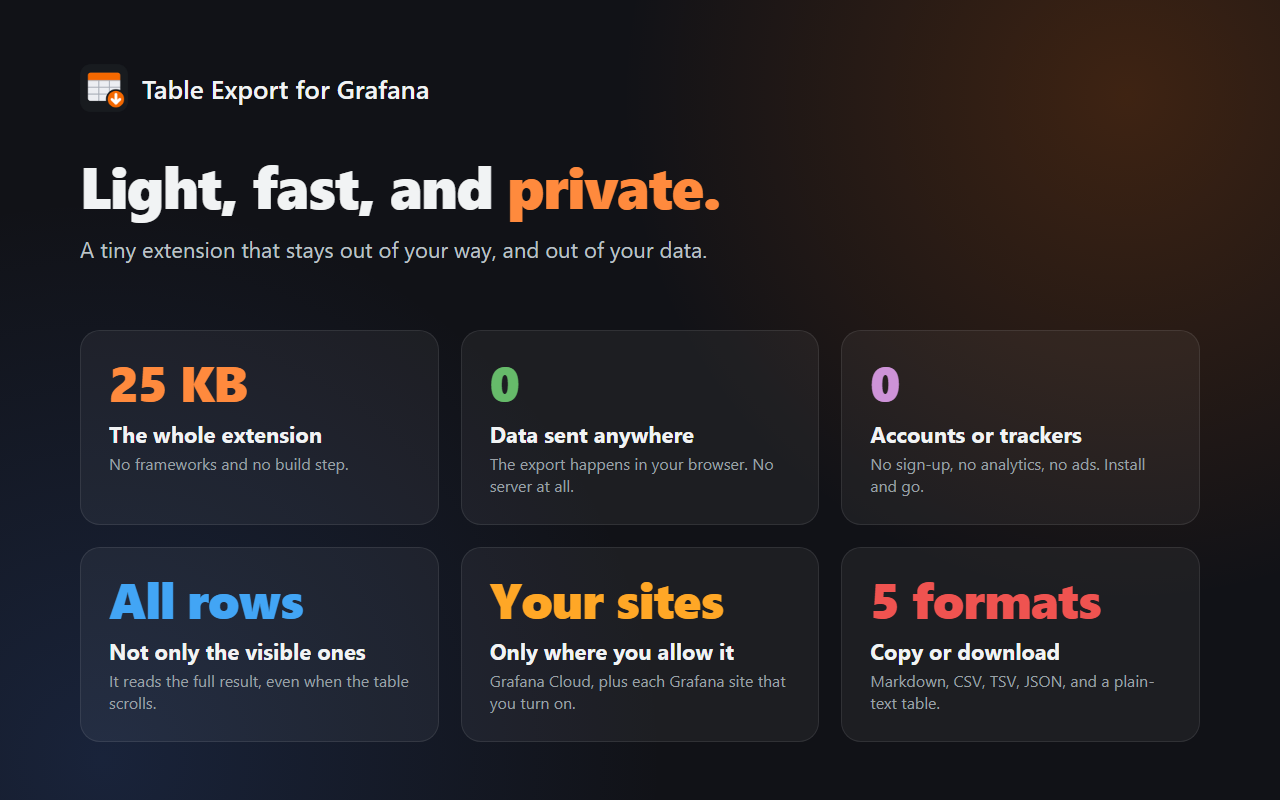 Table Export for Grafana
Light, fast, and private.
A tiny extension that stays out of your way, and out of your data.
25 KB
The whole extension
No frameworks and no build step.
0
Data sent anywhere
The export happens in your browser. No
server at all.
0
Accounts or trackers
No sign-up, no analytics, no ads. Install
and go.
All rows
Not only the visible ones
It reads the full result, even when the table
scrolls.
Your sites
Only where you allow it
Grafana Cloud, plus each Grafana site that
you turn on.
5 formats
Copy or download
Markdown, CSV, TSV, JSON, and a plain-
text table.